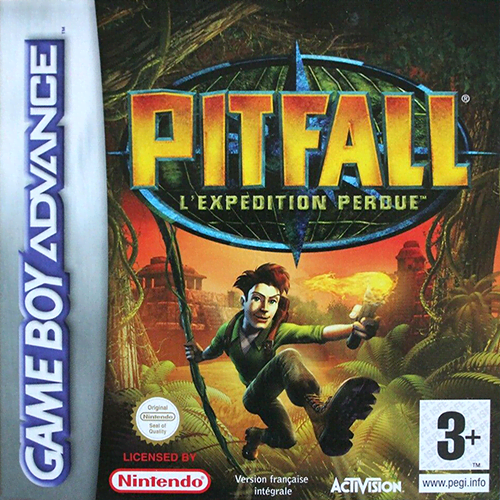 GAME BOY ADVANCE
PITFALL®
L'EXPÉDITION PERDUE™
Original
Nintendo
Seal of
Quality
LICENSED BY
Nintendo
Version française
intégrale
ACTIVISION
3+
www.pegi.info